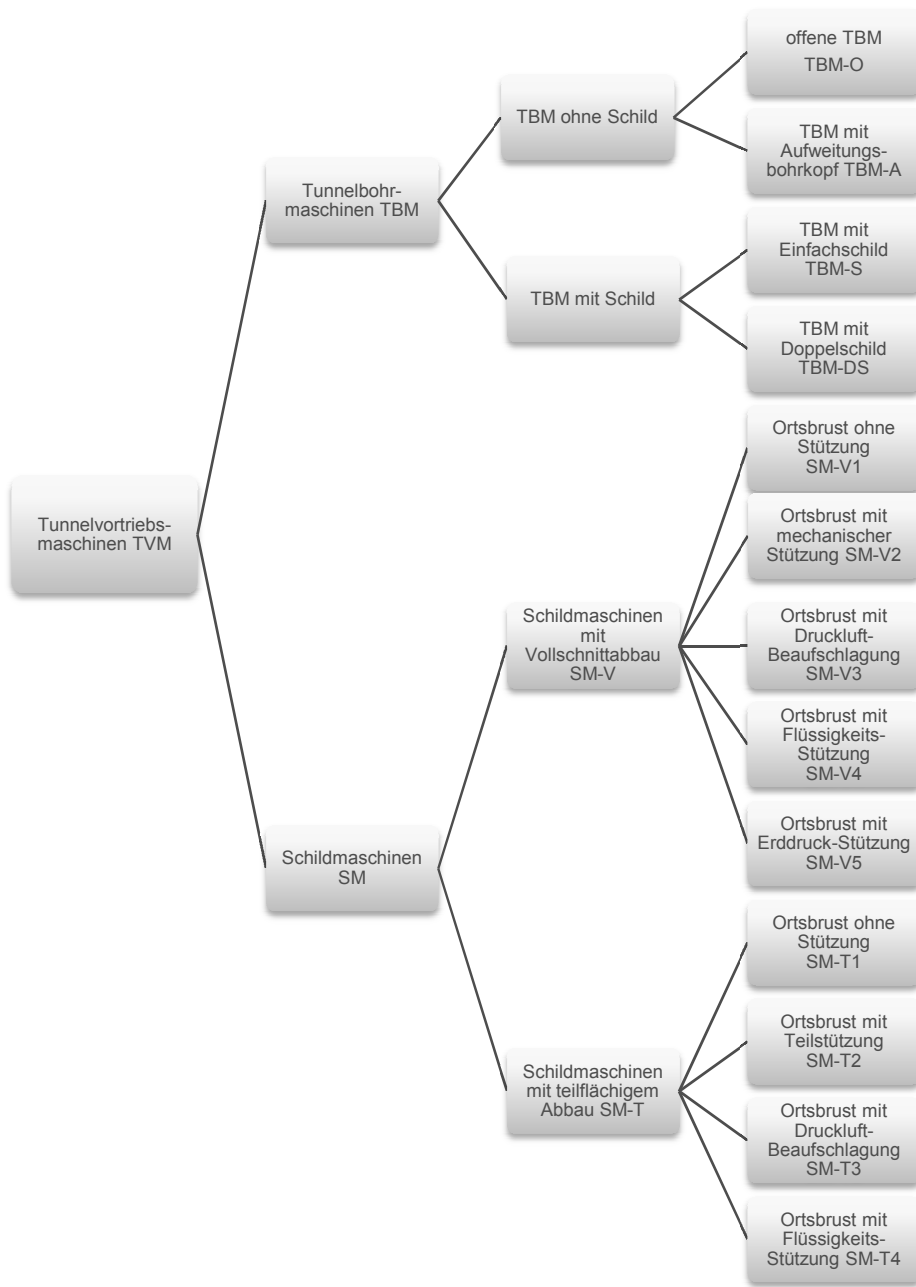 Tunnelvortriebs-
maschinen TVM
Tunnelbohr-
maschinen TBM
TBM ohne Schild
offene TBM
TBM-O
TBM mit
Aufweitungs-
bohrkopf TBM-A
TBM mit Schild
TBM mit
Einfachschild
TBM-S
TBM mit
Doppelschild
TBM-DS
Schildmaschinen
SM
Schildmaschinen
mit
Vollschnittabbau
SM-V
Ortsbrust ohne
Stützung
SM-V1
Ortsbrust mit
mechanischer
Stützung SM-V2
Ortsbrust mit
Druckluft-
Beaufschlagung
SM-V3
Ortsbrust mit
Flüssigkeits-
Stützung
SM-V4
Ortsbrust mit
Erddruck-Stützung
SM-V5
Schildmaschinen
mit teilflächigem
Abbau SM-T
Ortsbrust ohne
Stützung
SM-T1
Ortsbrust mit
Teilstützung
SM-T2
Ortsbrust mit
Druckluft-
Beaufschlagung
SM-T3
Ortsbrust mit
Flüssigkeits-
Stützung SM-T4